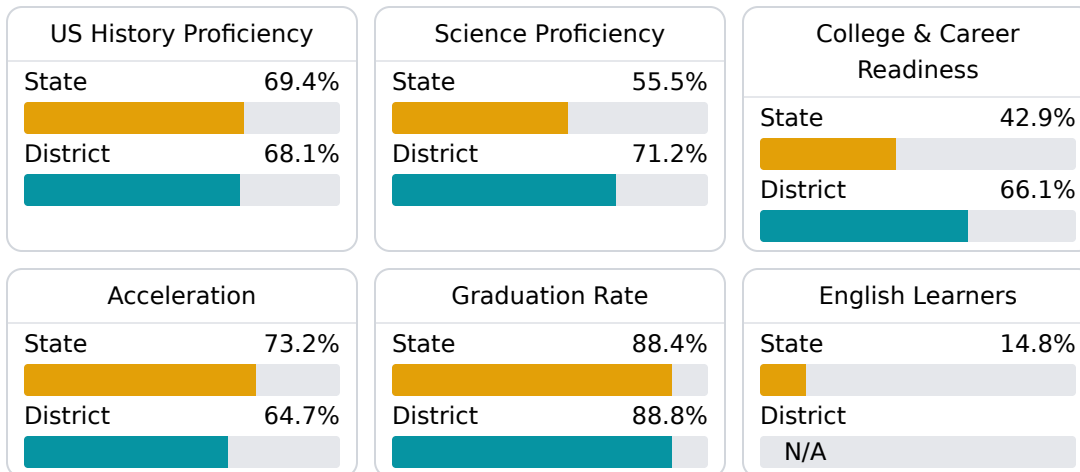 US History Proficiency
State 69.4%
District 68.1%
Science Proficiency
State 55.5%
District 71.2%
College & Career
Readiness
State 42.9%
District 66.1%
Acceleration
State 73.2%
District 64.7%
Graduation Rate
State 88.4%
District 88.8%
English Learners
State 14.8%
District
N/A